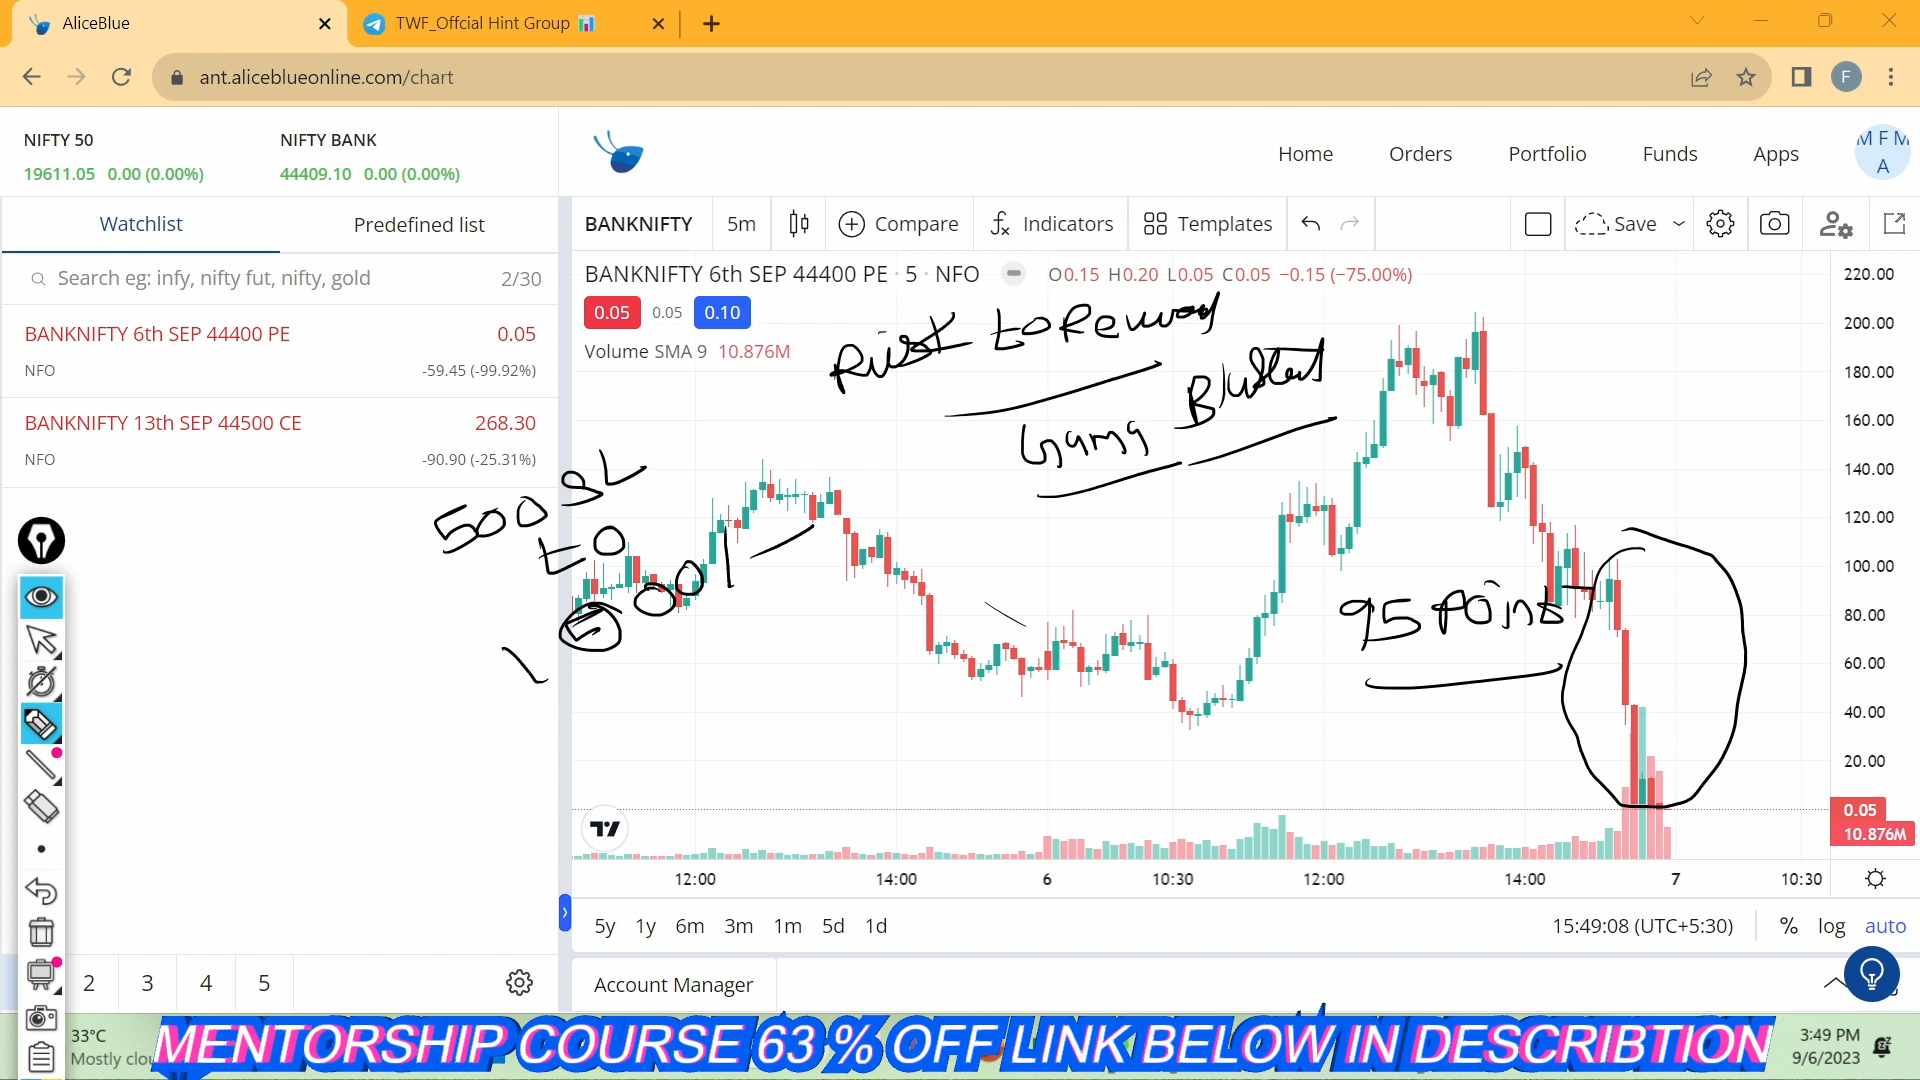 AliceBlue
TWF_Offcial Hint Group
ant.aliceblueonline.com/chart
F
NIFTY 50
19611.05 0.00 (0.00%)
NIFTY BANK
44409.10 0.00 (0.00%)
Home
Orders
Portfolio
Funds
Apps
M F M
A
Watchlist
Predefined list
Search eg: infy, nifty fut, nifty, gold
2/30
BANKNIFTY 6th SEP 44400 PE 0.05
NFO -59.45 (-99.92%)
BANKNIFTY 13th SEP 44500 CE 268.30
NFO -90.90 (-25.31%)
BANKNIFTY
5m
Compare
Indicators
Templates
Save
BANKNIFTY 6th SEP 44400 PE · 5 · NFO
O0.15 H0.20 L0.05 C0.05 −0.15 (−75.00%)
0.05 0.05 0.10
Volume SMA 9 10.876M
to Reward
Gama
95 Point
500 SL
to
220.00
200.00
180.00
160.00
140.00
120.00
100.00
80.00
60.00
40.00
20.00
0.05
10.876M
12:00 14:00 6 10:30 12:00 14:00 7 10:30
5y 1y 6m 3m 1m 5d 1d
15:49:08 (UTC+5:30)
% log auto
2 3 4 5
Account Manager
33°C
MENTORSHIP COURSE 63 % OFF LINK BELOW IN DESCRIBTION
3:49 PM
9/6/2023